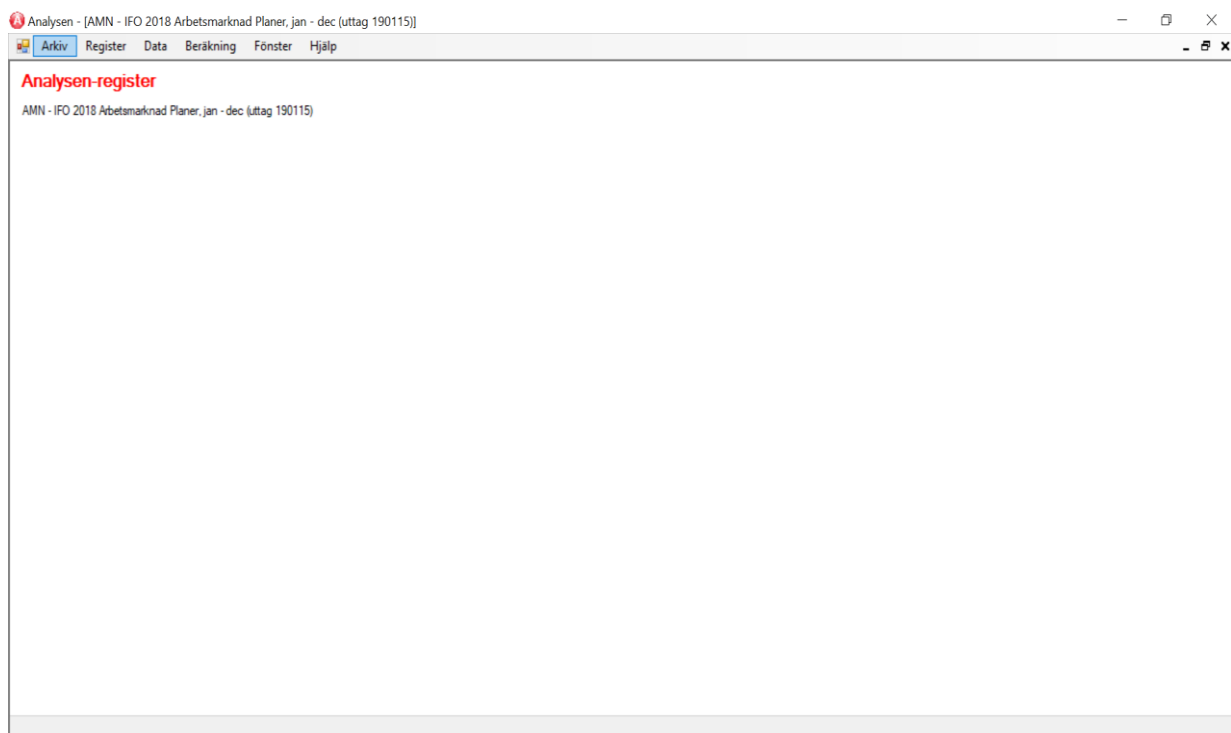 Analysen - [AMN - IFO 2018 Arbetsmarknad Planer, jan - dec (uttag 190115)]
Arkiv Register Data Beräkning Fönster Hjälp
Analysen-register
AMN - IFO 2018 Arbetsmarknad Planer, jan - dec (uttag 190115)